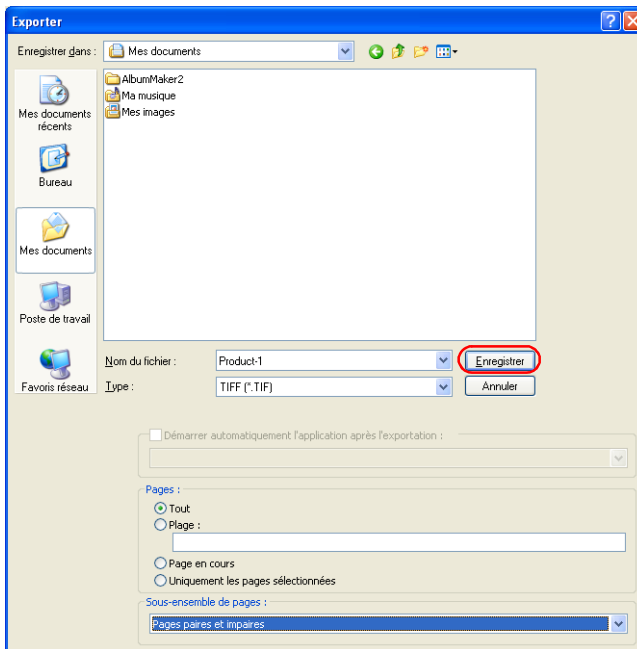 Exporter
Enregistrer dans :
Mes documents
AlbumMaker2
Ma musique
Mes images
Mes documents
récents
Bureau
Mes documents
Poste de travail
Favoris réseau
Nom du fichier :
Product-1
Enregistrer
Type :
TIFF (*.TIF)
Annuler
Démarrer automatiquement l'application après l'exportation :
Pages :
Tout
Plage :
Page en cours
Uniquement les pages sélectionnées
Sous-ensemble de pages :
Pages paires et impaires